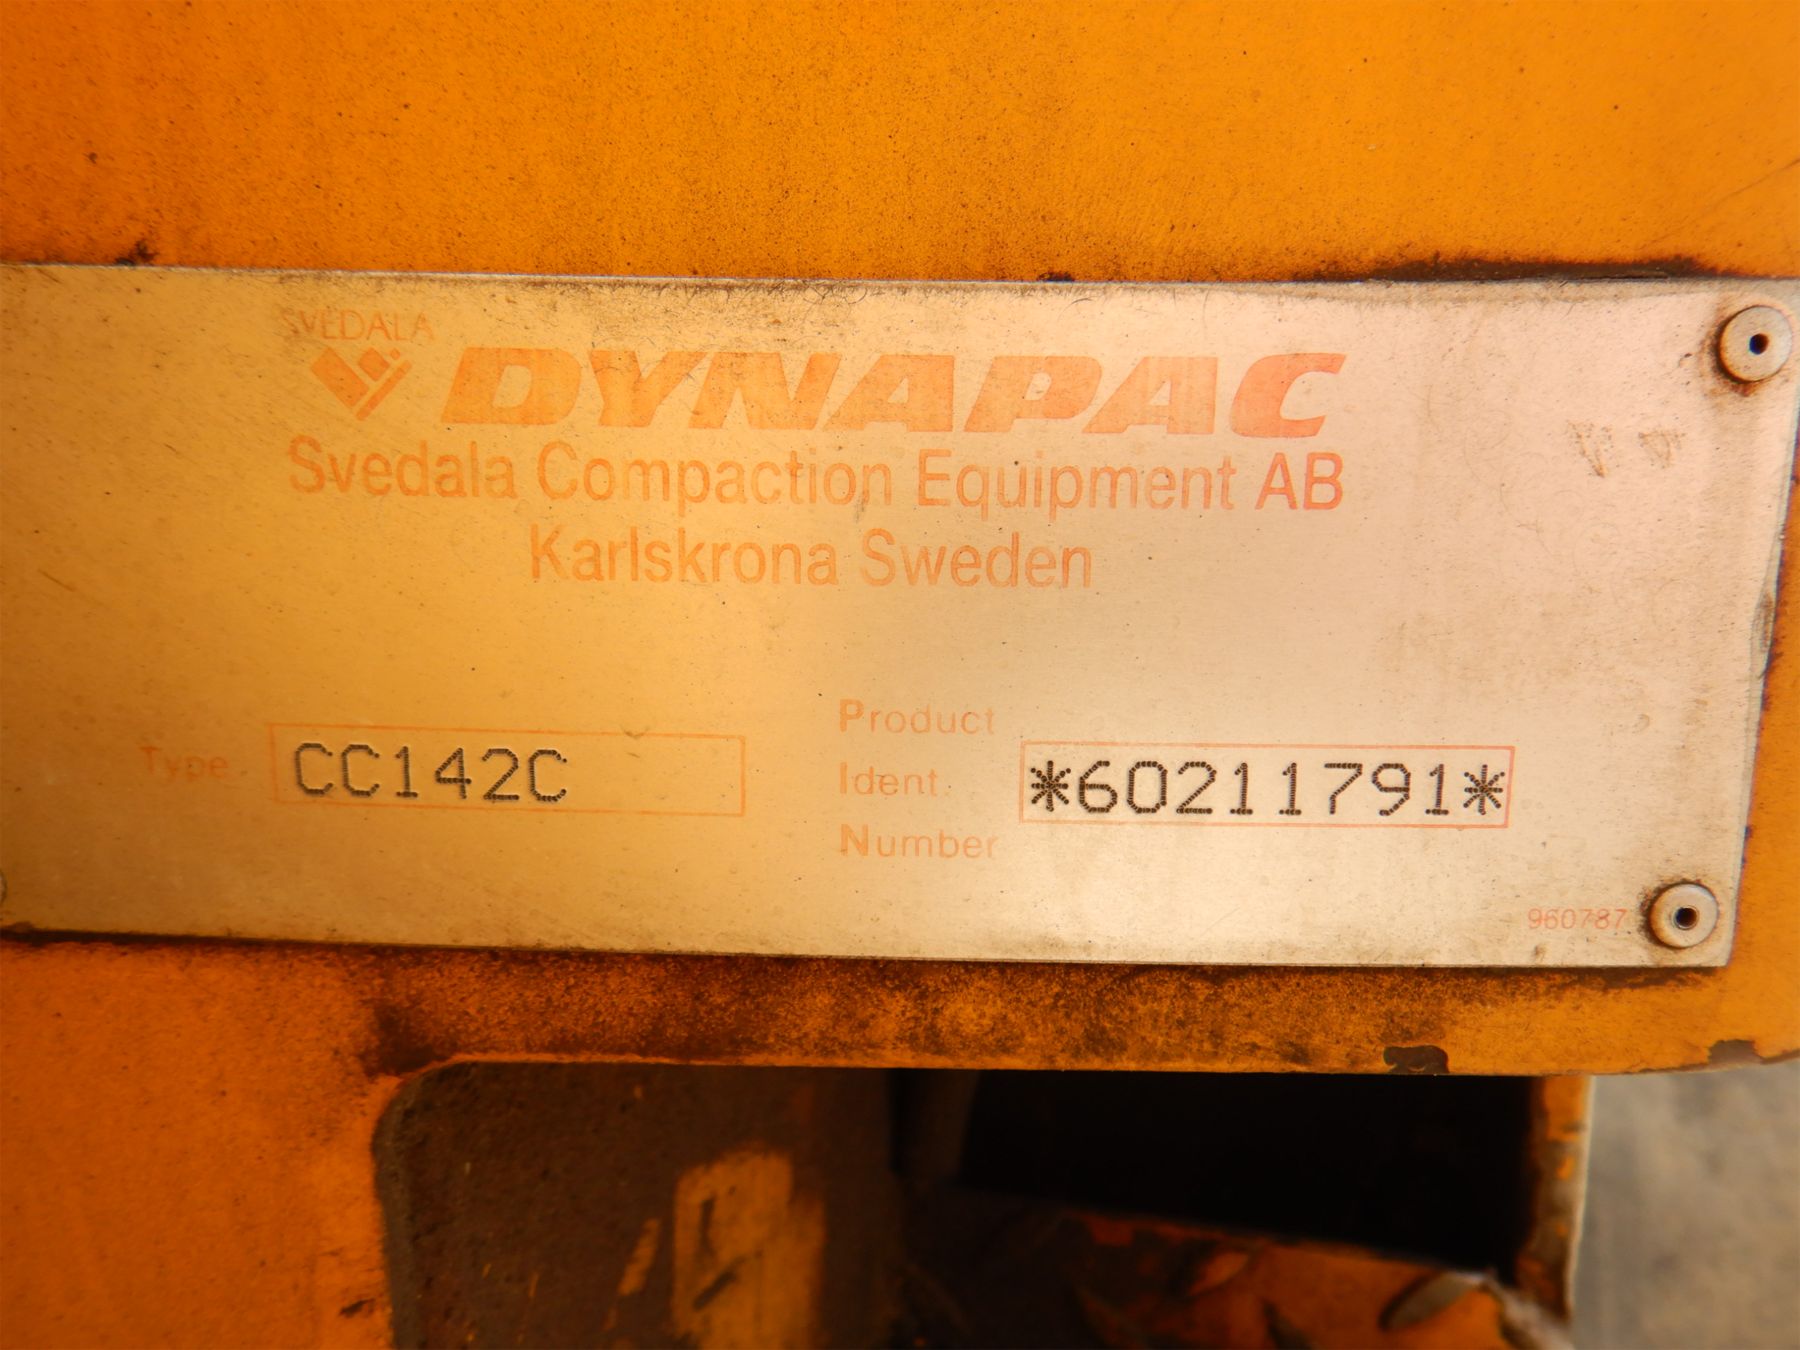 SVEDALA
DYNAPAC
Svedala Compaction Equipment AB
Karlskrona Sweden
Type CC142C
Product
Ident. *60211791*
Number
960787